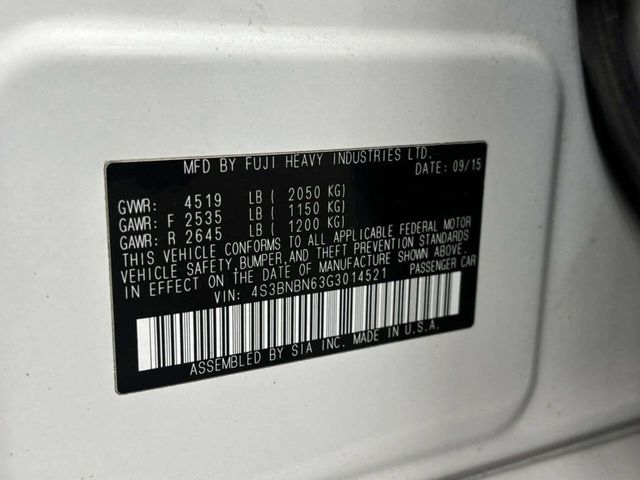 MFD BY FUJI HEAVY INDUSTRIES LTD.
DATE: 09/15
GVWR: 4519 LB ( 2050 KG)
GAWR: F 2535 LB ( 1150 KG)
GAWR: R 2645 LB ( 1200 KG)
THIS VEHICLE CONFORMS TO ALL APPLICABLE FEDERAL MOTOR
VEHICLE SAFETY, BUMPER, AND THEFT PREVENTION STANDARDS
IN EFFECT ON THE DATE OF MANUFACTURE SHOWN ABOVE.
VIN: 4S3BNBN63G3014521 PASSENGER CAR
ASSEMBLED BY SIA INC. MADE IN U.S.A.